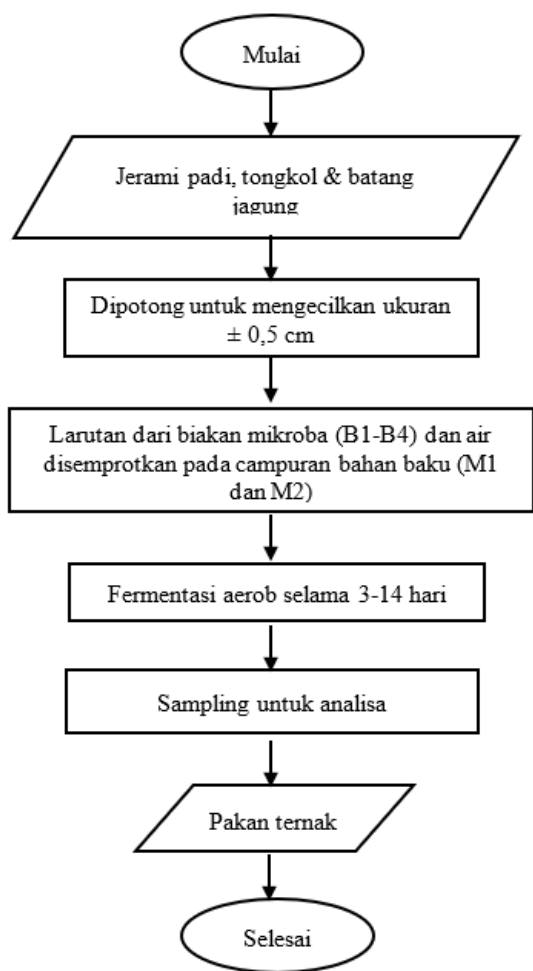 Mulai
Jerami padi, tongkol & batang
jagung
Dipotong untuk mengecilkan ukuran
± 0,5 cm
Larutan dari biakan mikroba (B1-B4) dan air
disemprotkan pada campuran bahan baku (M1
dan M2)
Fermentasi aerob selama 3-14 hari
Sampling untuk analisa
Pakan ternak
Selesai